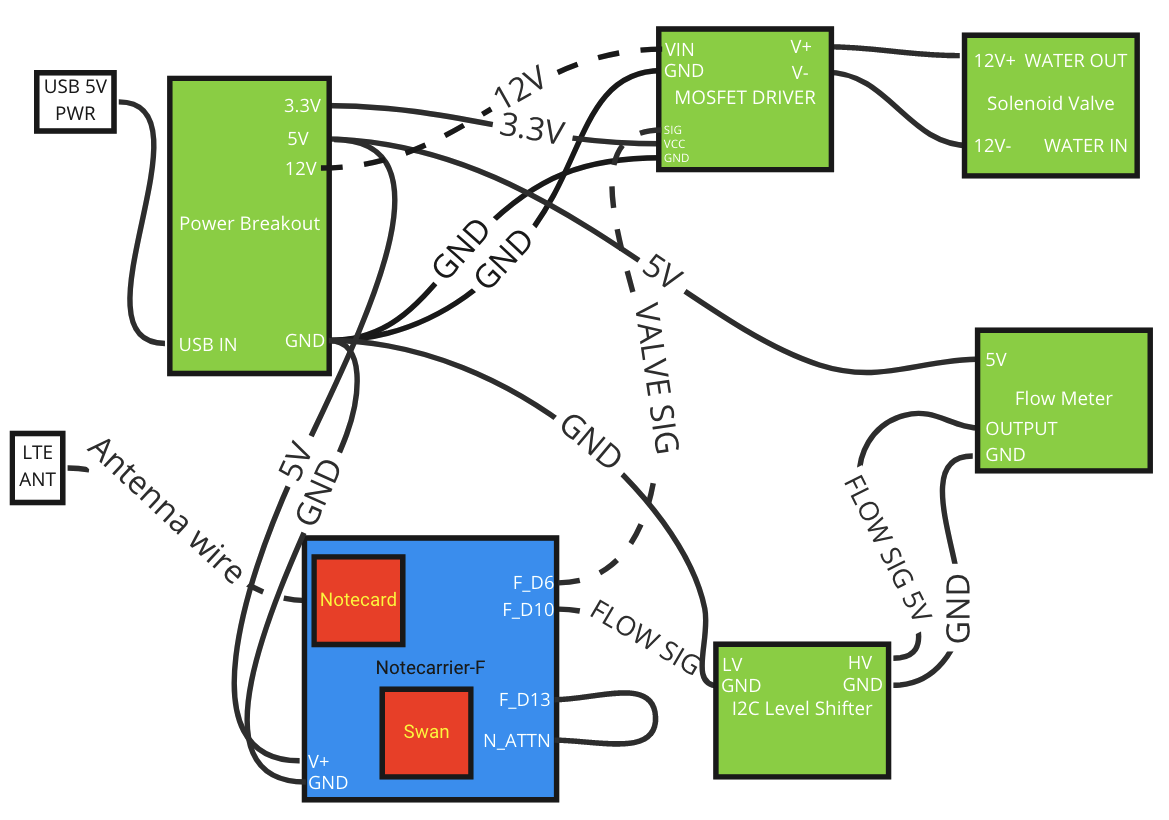 USB 5V
PWR
3.3V
5V
12V
Power Breakout
USB IN
GND
12V
3.3V
VIN
GND
V+
V-
MOSFET DRIVER
SIG
VCC
GND
12V+ WATER OUT
Solenoid Valve
12V- WATER IN
GND
GND
5V
VALVE SIG
5V
Flow Meter
OUTPUT
GND
LTE
ANT
Antenna wire
5V
GND
GND
FLOW SIG 5V
GND
Notecard
F_D6
F_D10
FLOW SIG
Notecarrier-F
Swan
F_D13
N_ATTN
V+
GND
LV
HV
GND
GND
I2C Level Shifter